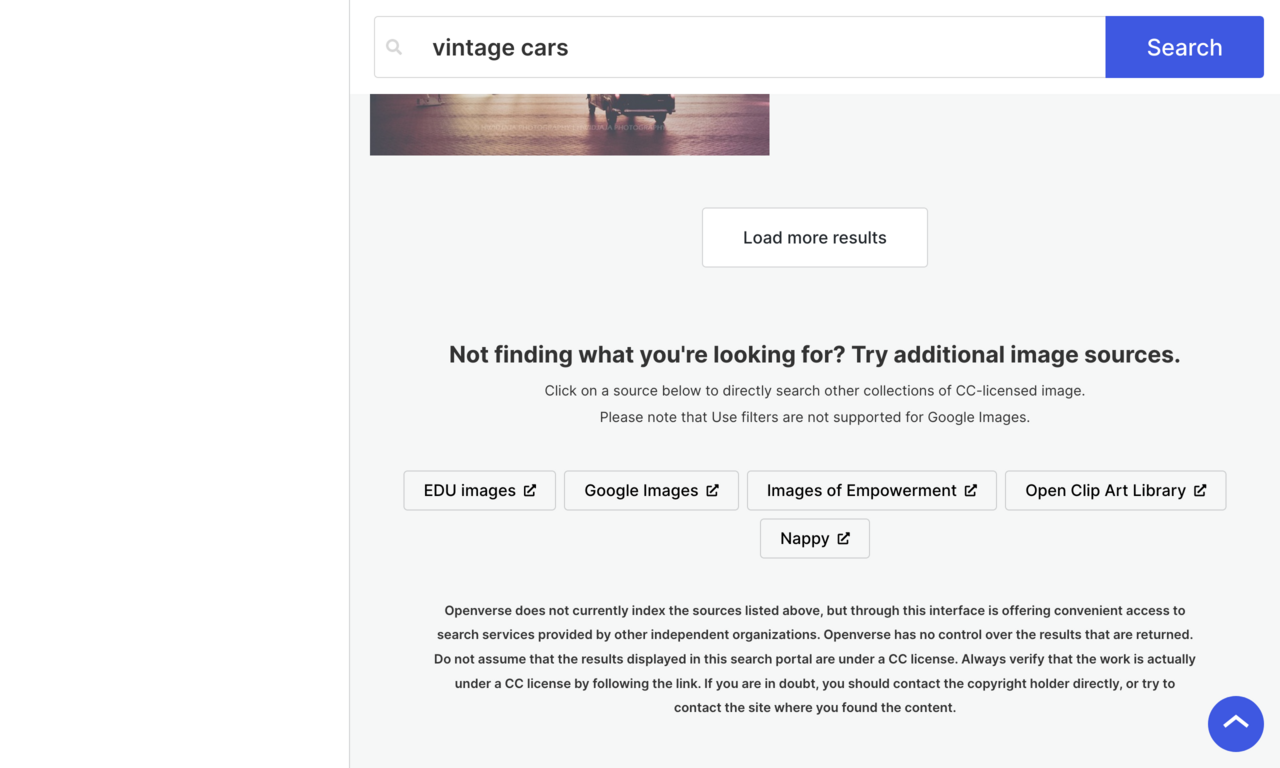 vintage cars
Search
Load more results
Not finding what you're looking for? Try additional image sources.
Click on a source below to directly search other collections of CC-licensed image.
Please note that Use filters are not supported for Google Images.
EDU images
Google Images
Images of Empowerment
Open Clip Art Library
Nappy
Openverse does not currently index the sources listed above, but through this interface is offering convenient access to
search services provided by other independent organizations. Openverse has no control over the results that are returned.
Do not assume that the results displayed in this search portal are under a CC license. Always verify that the work is actually
under a CC license by following the link. If you are in doubt, you should contact the copyright holder directly, or try to
contact the site where you found the content.